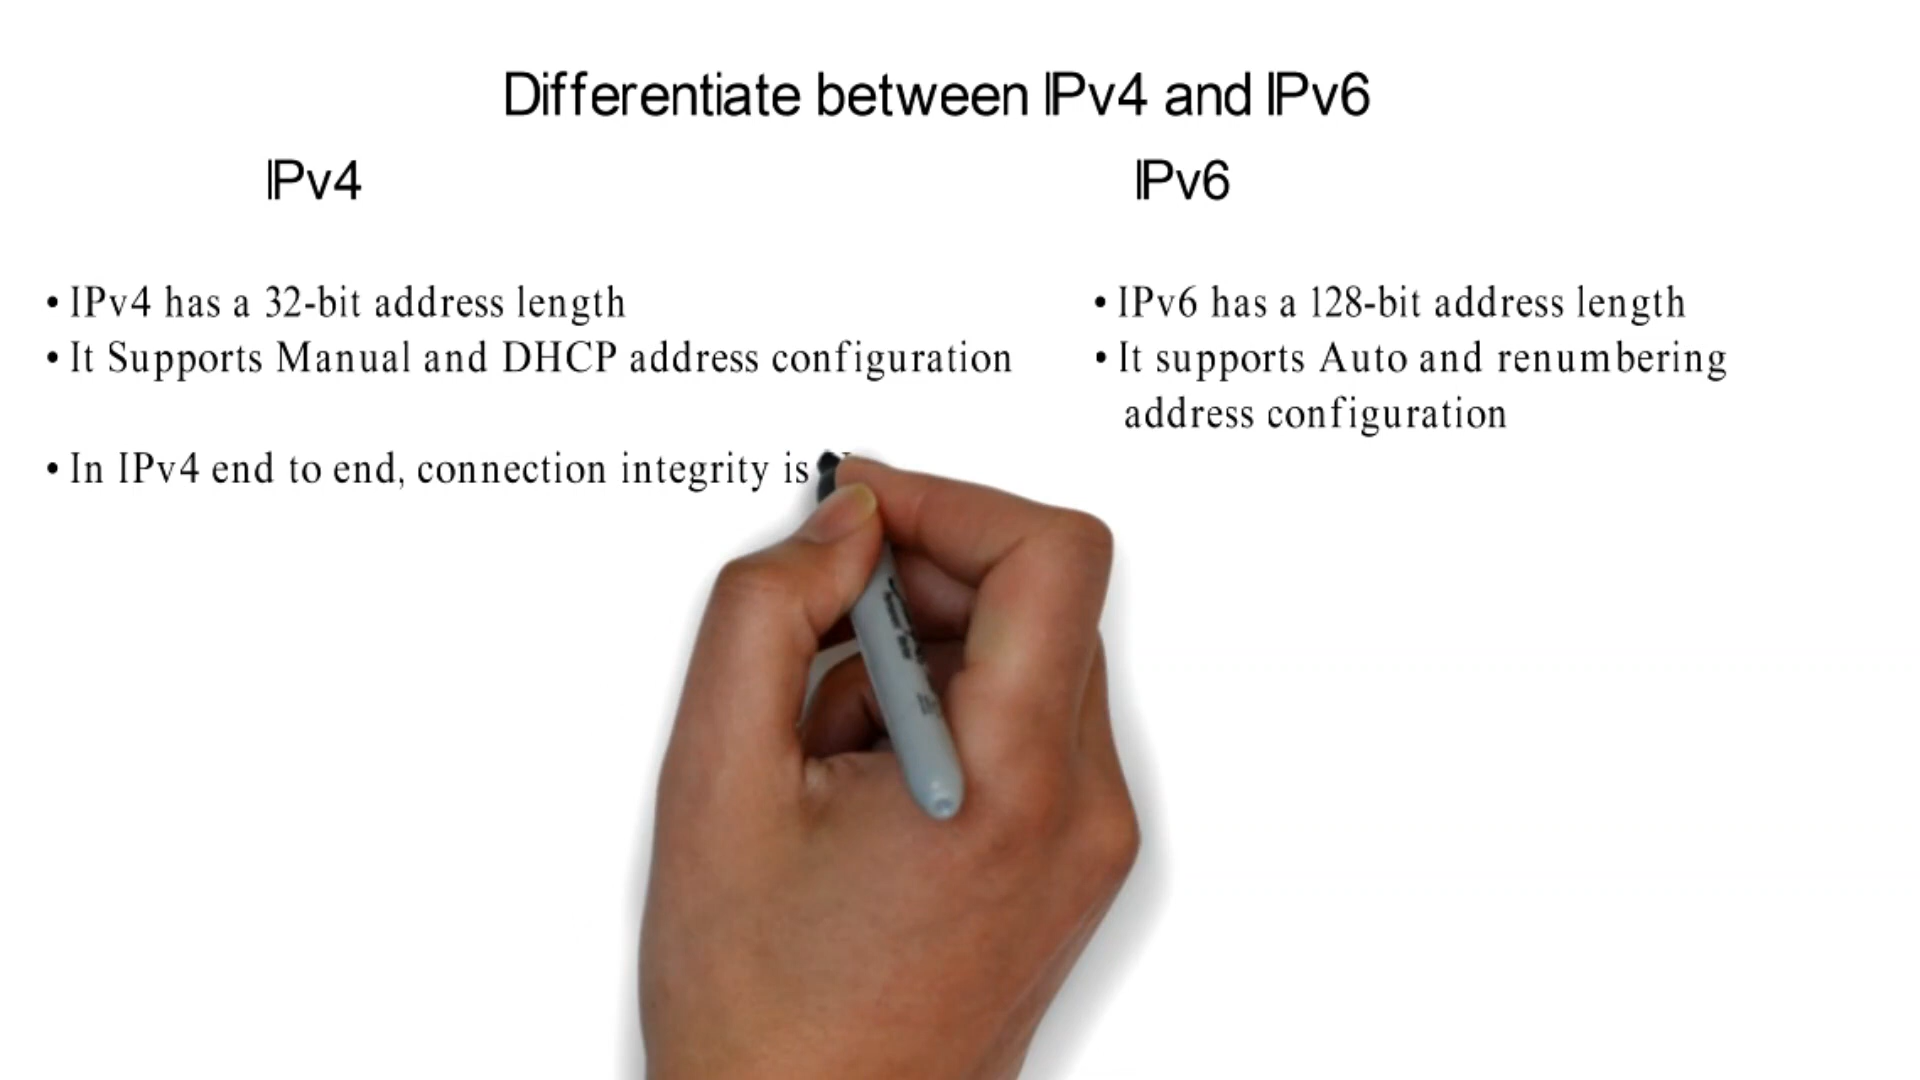 Differentiate between IPv4 and IPv6
IPv4
IPv6
• IPv4 has a 32-bit address length
• It Supports Manual and DHCP address configuration
• In IPv4 end to end, connection integrity is
• IPv6 has a 128-bit address length
• It supports Auto and renumbering
address configuration